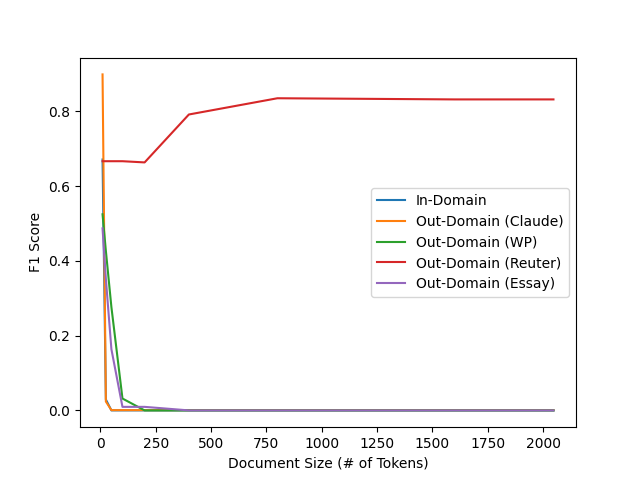 0.8
0.6
0.4
0.2
0.0
F1 Score
In-Domain
Out-Domain (Claude)
Out-Domain (WP)
Out-Domain (Reuter)
Out-Domain (Essay)
0 250 500 750 1000 1250 1500 1750 2000
Document Size (# of Tokens)